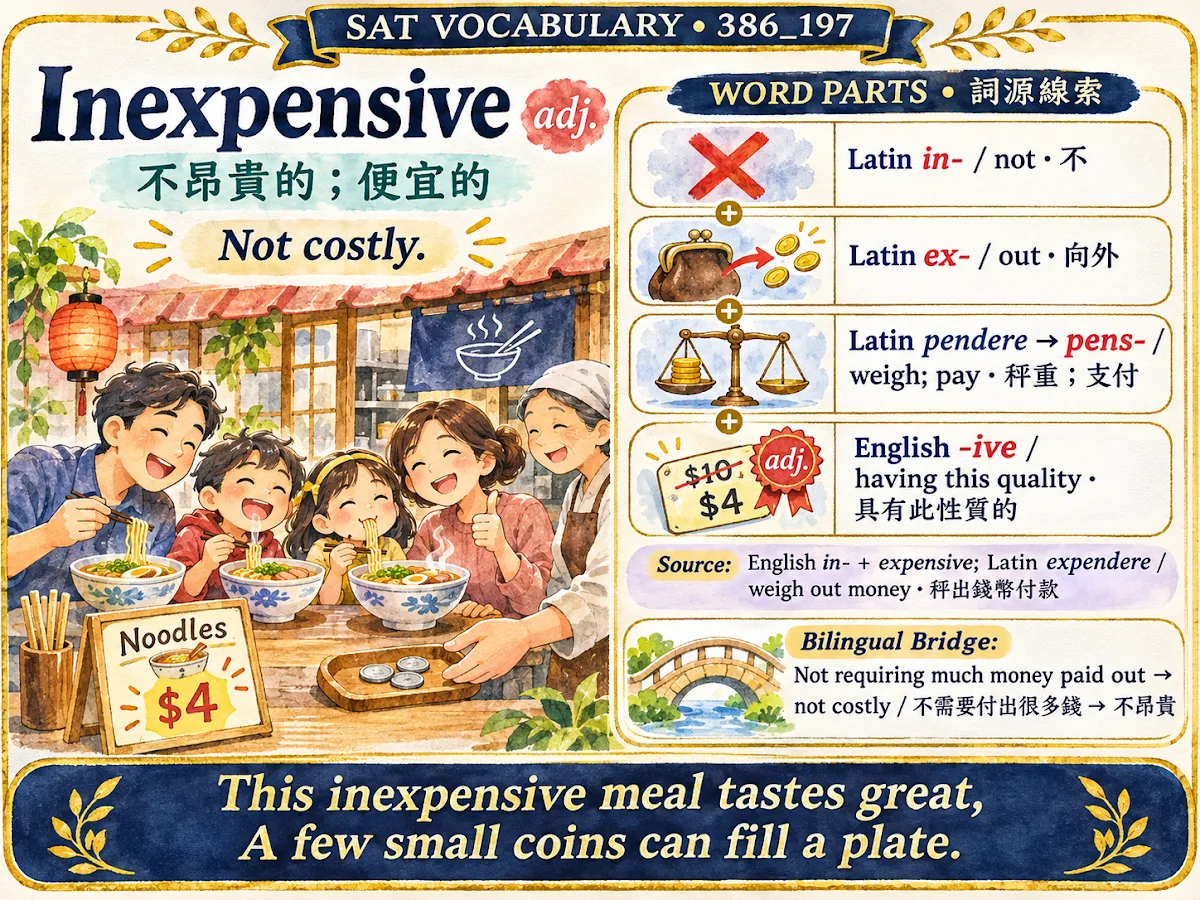 SAT VOCABULARY • 386_197
Inexpensive adj.
不昂貴的；便宜的
Not costly.
Noodles
$4
WORD PARTS • 詞源線索
Latin in- / not · 不
+
Latin ex- / out · 向外
+
Latin pendere → pens- /
weigh; pay · 秤重；支付
+
$10
$4
adj.
English -ive /
having this quality ·
具有此性質的
Source: English in- + expensive; Latin expendere /
weigh out money · 秤出錢幣付款
Bilingual Bridge:
Not requiring much money paid out →
not costly / 不需要付出很多錢 → 不昂貴
This inexpensive meal tastes great,
A few small coins can fill a plate.